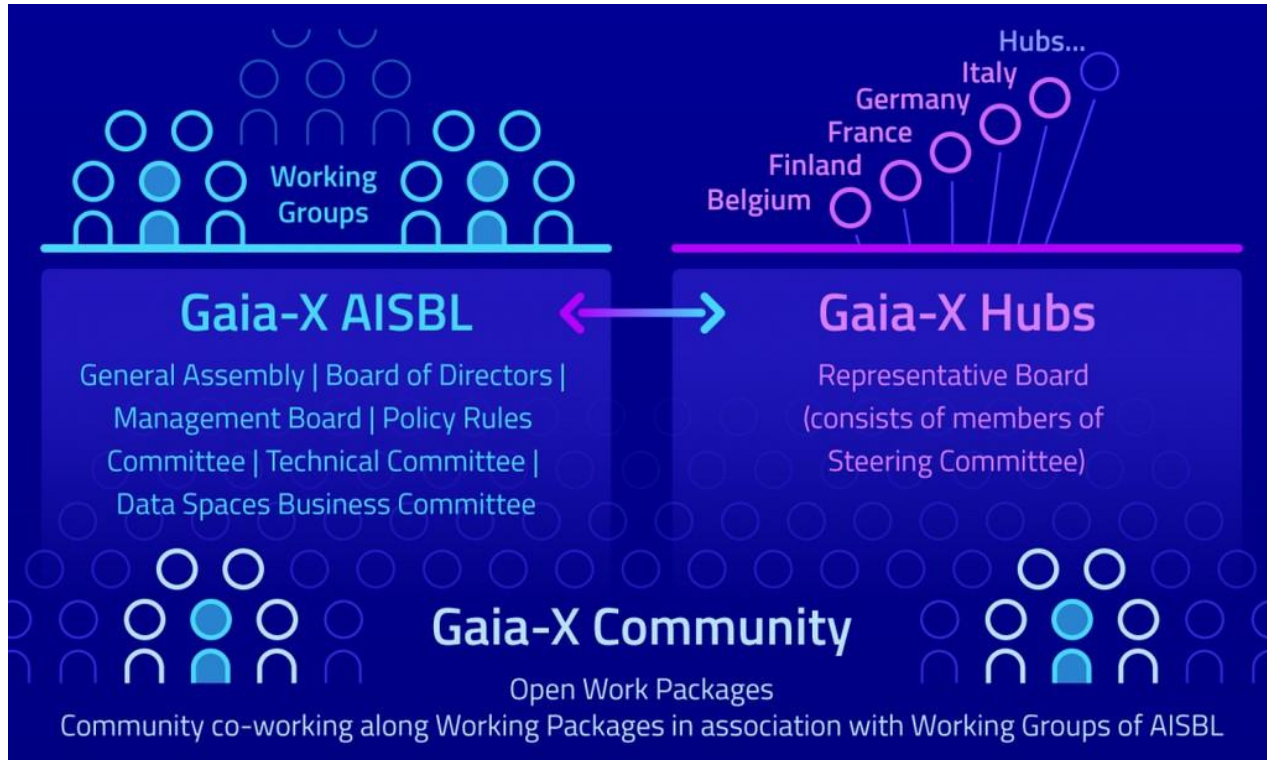 Working
Groups
Hubs...
Italy
Germany
France
Finland
Belgium
Gaia-X AISBL
General Assembly | Board of Directors |
Management Board | Policy Rules
Committee | Technical Committee |
Data Spaces Business Committee
Gaia-X Hubs
Representative Board
(consists of members of
Steering Committee)
Gaia-X Community
Open Work Packages
Community co-working along Working Packages in association with Working Groups of AISBL